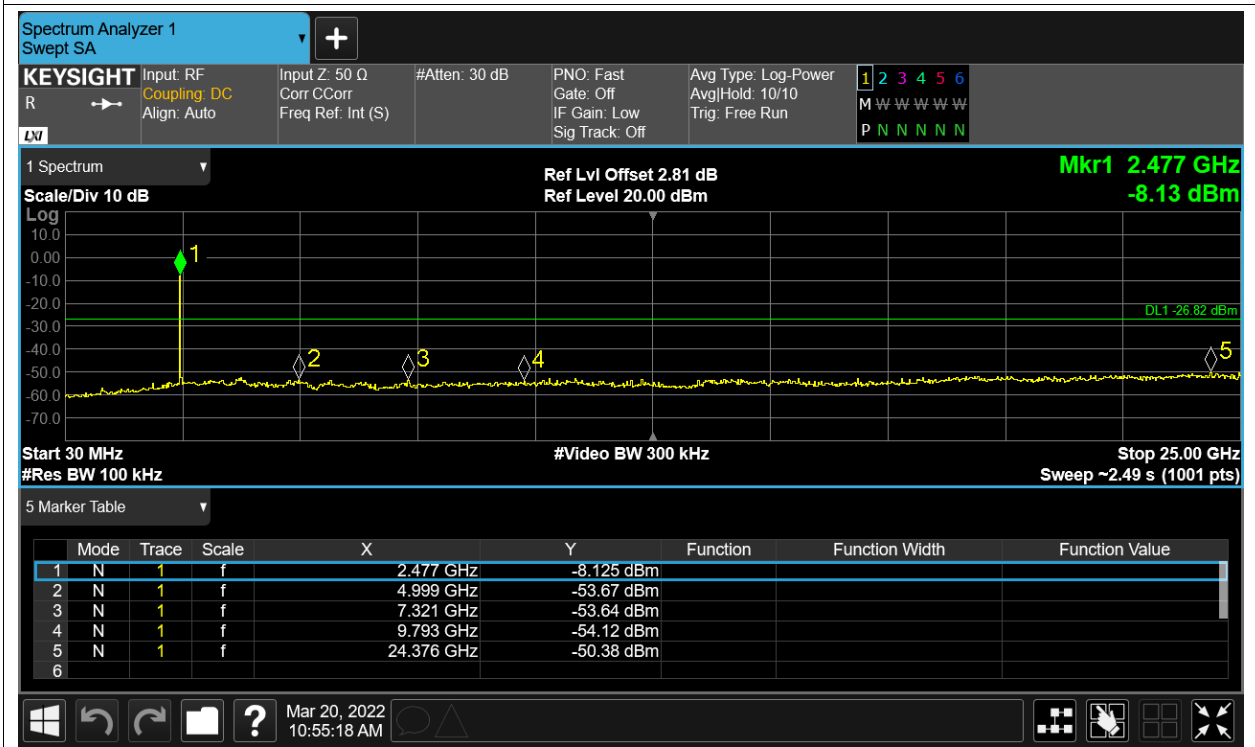 Spectrum Analyzer 1
Swept SA
KEYSIGHT
R
LXI
Input: RF
Coupling: DC
Align: Auto
Input Z: 50 Ω
Corr CCorr
Freq Ref: Int (S)
#Atten: 30 dB
PNO: Fast
Gate: Off
IF Gain: Low
Sig Track: Off
Avg Type: Log-Power
Avg|Hold: 10/10
Trig: Free Run
1 2 3 4 5 6
M W W W W W
P N N N N N
1 Spectrum
Scale/Div 10 dB
Ref Lvl Offset 2.81 dB
Ref Level 20.00 dBm
Mkr1 2.477 GHz
-8.13 dBm
Log
10.0
0.00
-10.0
-20.0
-30.0
-40.0
-50.0
-60.0
-70.0
1
2
3
4
5
DL1 -26.82 dBm
Start 30 MHz
#Video BW 300 kHz
Stop 25.00 GHz
#Res BW 100 kHz
Sweep ~2.49 s (1001 pts)
5 Marker Table
Mode Trace Scale X Y Function Function Width Function Value
1 N 1 f 2.477 GHz -8.125 dBm
2 N 1 f 4.999 GHz -53.67 dBm
3 N 1 f 7.321 GHz -53.64 dBm
4 N 1 f 9.793 GHz -54.12 dBm
5 N 1 f 24.376 GHz -50.38 dBm
6
?
Mar 20, 2022
10:55:18 AM